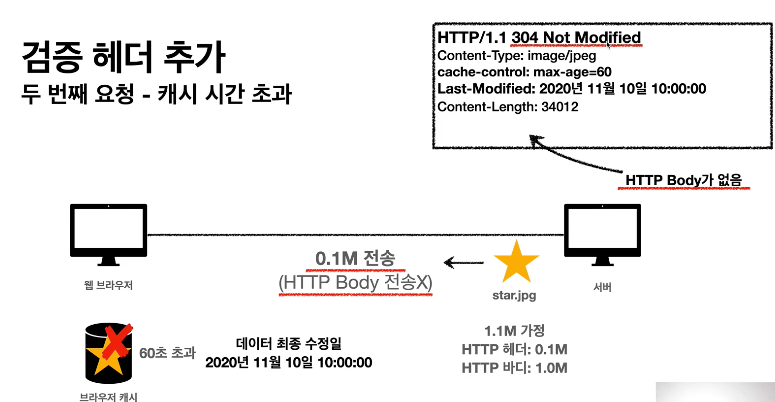 검증 헤더 추가
두 번째 요청 - 캐시 시간 초과
HTTP/1.1 304 Not Modified
Content-Type: image/jpeg
cache-control: max-age=60
Last-Modified: 2020년 11월 10일 10:00:00
Content-Length: 34012
HTTP Body가 없음
0.1M 전송
(HTTP Body 전송X)
웹 브라우저
star.jpg
서버
1.1M 가정
HTTP 헤더: 0.1M
HTTP 바디: 1.0M
60초 초과
데이터 최종 수정일
2020년 11월 10일 10:00:00
브라우저 캐시